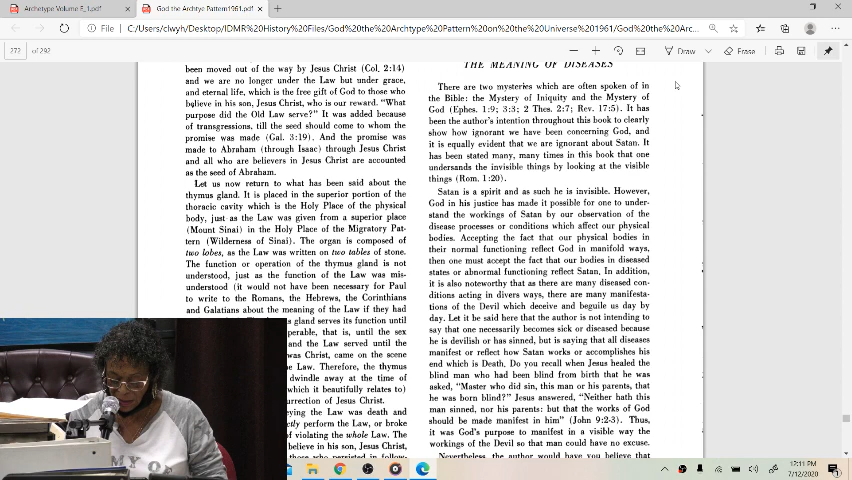 Archetype Volume F_1.pdf
God the Archtye Pattern1961.pdf
File
C:/Users/clwyh/Desktop/IDMR%20History%20Files/God%20the%20Archtype%20Pattern%20on%20the%20Universe%201961/God%20the%20Arc...
272 of 292
Draw
Erase
been moved out of the way by Jesus Christ (Col. 2:14)
and we are no longer under the Law but under grace,
and eternal life, which is the free gift of God to those who
believe in his son, Jesus Christ, who is our reward. "What
purpose did the Old Law serve?" It was added because
of transgressions, till the seed should come to whom the
promise was made (Gal. 3:19). And the promise was
made to Abraham (through Isaac) through Jesus Christ
and all who are believers in Jesus Christ are accounted
as the seed of Abraham.
Let us now return to what has been said about the
thymus gland. It is placed in the superior portion of the
thoracic cavity which is the Holy Place of the physical
body, just as the Law was given from a superior place
(Mount Sinai) in the Holy Place of the Migratory Pat-
tern (Wilderness of Sinai). The organ is composed of
two lobes, as the Law was written on two tables of stone.
The function or operation of the thymus gland is not
understood, just as the function of the Law was mis-
understood (it would not have been necessary for Paul
to write to the Romans, the Hebrews, the Corinthians
and Galatians about the meaning of the Law if they had
s gland serves its function until
perable, that is, until the sex
and the Law served until the
was Christ, came on the scene
he Law. Therefore, the thymus
dwindle away at the time of
which it beautifully relates to)
urrection of Jesus Christ.
eying the Law was death and
ctly perform the Law, or broke
of violating the whole Law. The
believe in his son, Jesus Christ,
those who persisted in follow-
THE MEANING OF DISEASES
There are two mysteries which are often spoken of in
the Bible: the Mystery of Iniquity and the Mystery of
God (Ephes. 1:9; 3:3; 2 Thes. 2:7; Rev. 17:5). It has
been the author's intention throughout this book to clearly
show how ignorant we have been concerning God, and
it is equally evident that we are ignorant about Satan. It
has been stated many, many times in this book that one
undersands the invisible things by looking at the visible
things (Rom. 1:20).
Satan is a spirit and as such he is invisible. However,
God in his justice has made it possible for one to under-
stand the workings of Satan by our observation of the
disease processes or conditions which affect our physical
bodies. Accepting the fact that our physical bodies in
their normal functioning reflect God in manifold ways,
then one must accept the fact that our bodies in diseased
states or abnormal functioning reflect Satan. In addition,
it is also noteworthy that as there are many diseased con-
ditions acting in divers ways, there are many manifesta-
tions of the Devil which deceive and beguile us day by
day. Let it be said here that the author is not intending to
say that one necessarily becomes sick or diseased because
he is devilish or has sinned, but is saying that all diseases
manifest or reflect how Satan works or accomplishes his
end which is Death. Do you recall when Jesus healed the
blind man who had been blind from birth that he was
asked, "Master who did sin, this man or his parents, that
he was born blind?" Jesus answered, "Neither hath this
man sinned, nor his parents: but that the works of God
should be made manifest in him" (John 9:2-3). Thus,
it was God's purpose to manifest in a visible way the
workings of the Devil so that man could have no excuse.
Nevertheless, the author would have you believe that
12:11 PM
7/12/2020